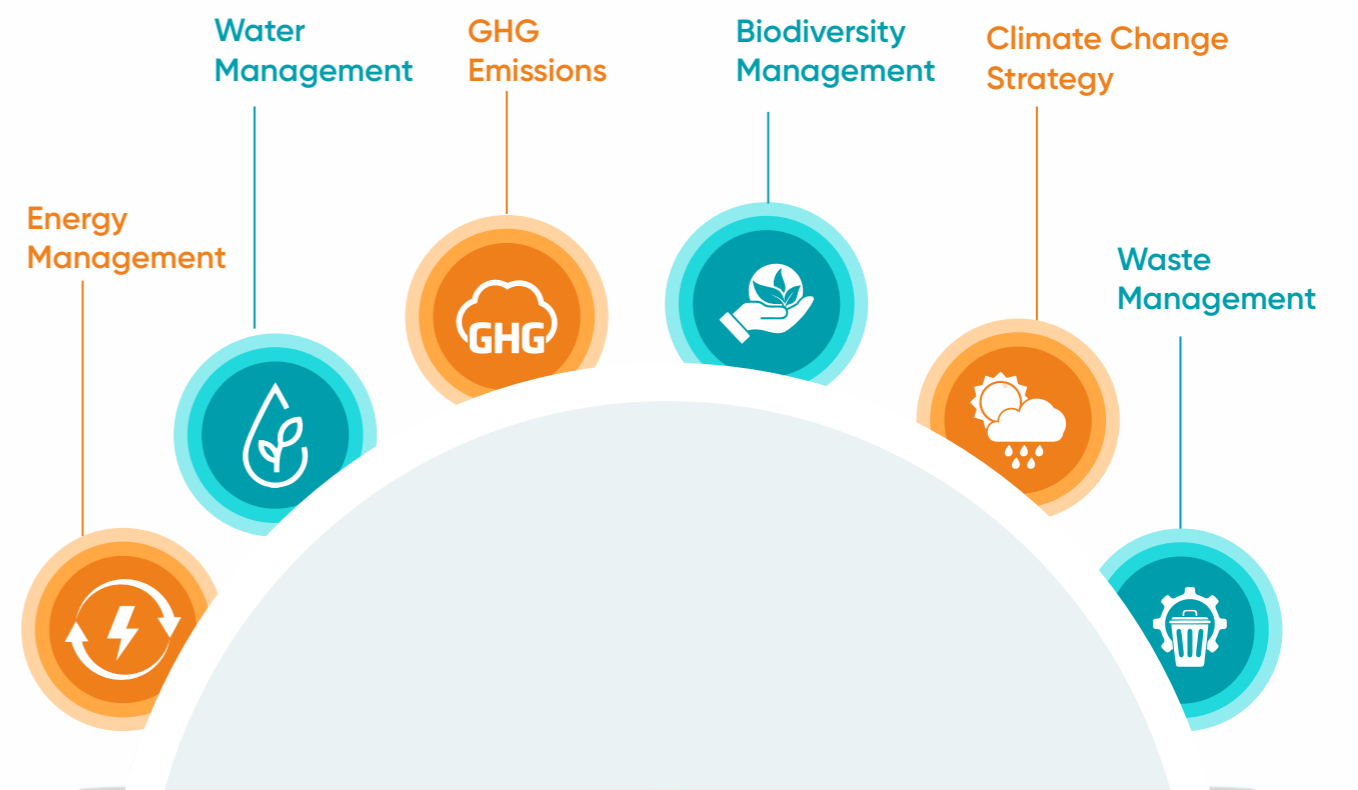 Water
Management
GHG
Emissions
Biodiversity
Management
Climate Change
Strategy
Energy
Management
Waste
Management
GHG